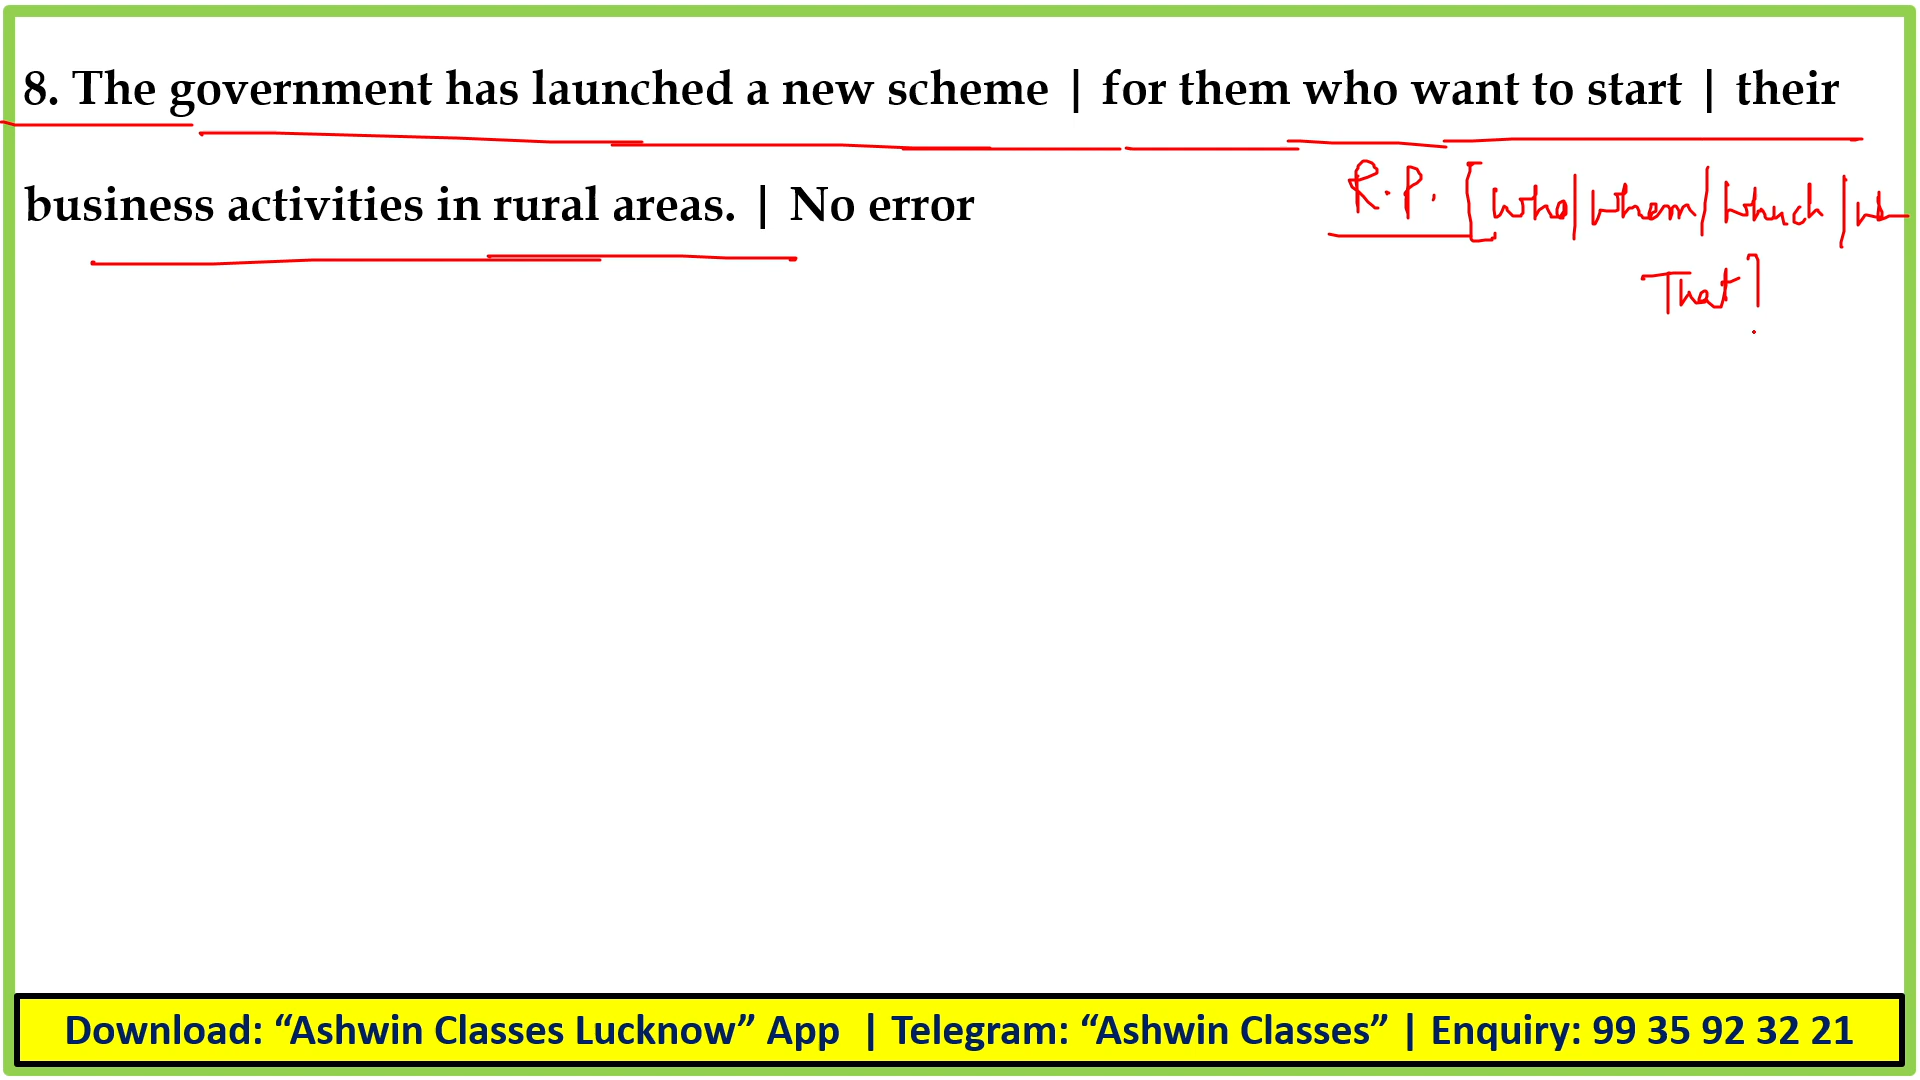 8. The government has launched a new scheme | for them who want to start | their
business activities in rural areas. | No error
R.P. [who/whom/which/
That]
Download: “Ashwin Classes Lucknow” App | Telegram: “Ashwin Classes” | Enquiry: 99 35 92 32 21